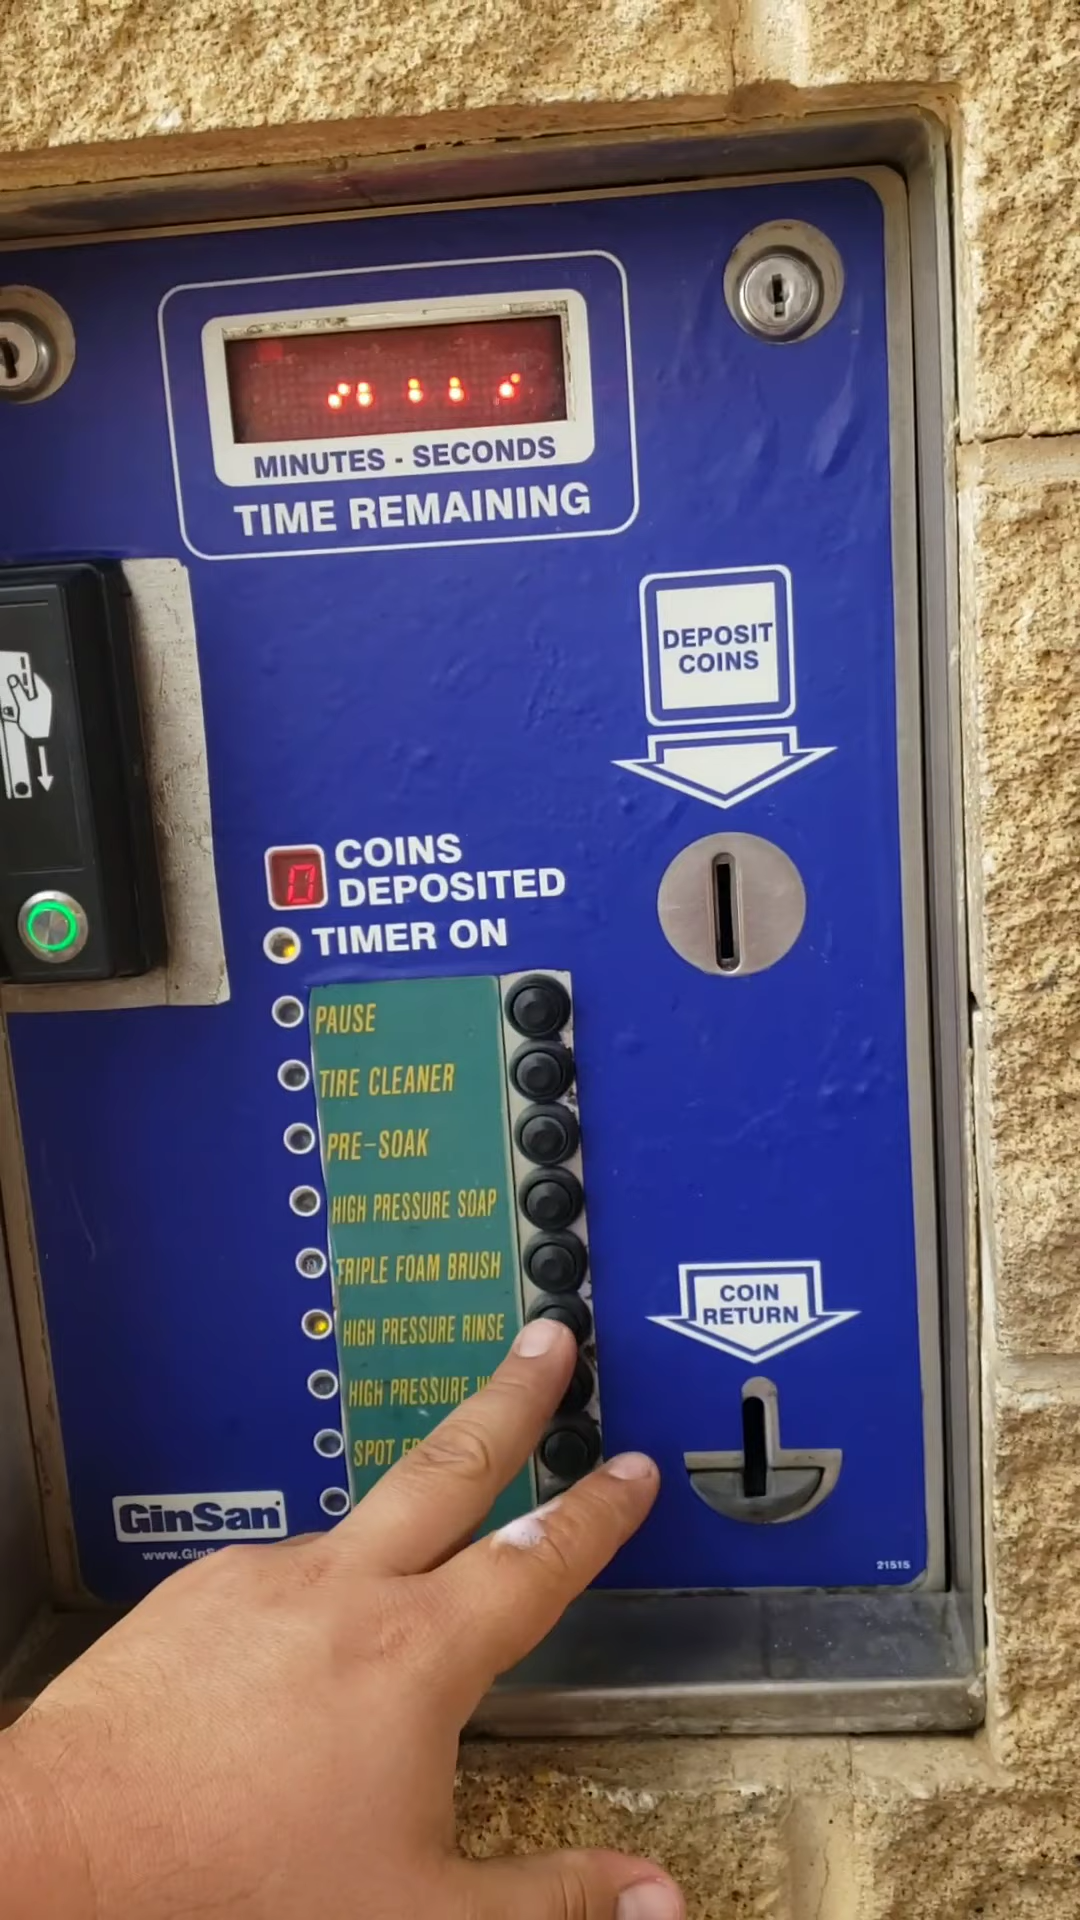 MINUTES - SECONDS
TIME REMAINING
DEPOSIT
COINS
0
COINS
DEPOSITED
TIMER ON
PAUSE
TIRE CLEANER
PRE-SOAK
HIGH PRESSURE SOAP
TRIPLE FOAM BRUSH
HIGH PRESSURE RINSE
HIGH PRESSURE
SPOT
COIN
RETURN
GinSan
21515